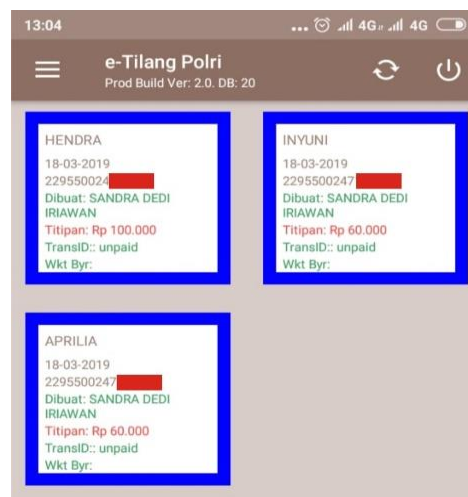 13:04
... 4G 4G
e-Tilang Polri
Prod Build Ver: 2.0. DB: 20
HENDRA
18-03-2019
229550024
Dibuat: SANDRA DEDI
IRIAWAN
Titipan: Rp 100.000
TransID:: unpaid
Wkt Byr:
INYUNI
18-03-2019
2295500247
Dibuat: SANDRA DEDI
IRIAWAN
Titipan: Rp 60.000
TransID:: unpaid
Wkt Byr:
APRILIA
18-03-2019
2295500247
Dibuat: SANDRA DEDI
IRIAWAN
Titipan: Rp 60.000
TransID:: unpaid
Wkt Byr: